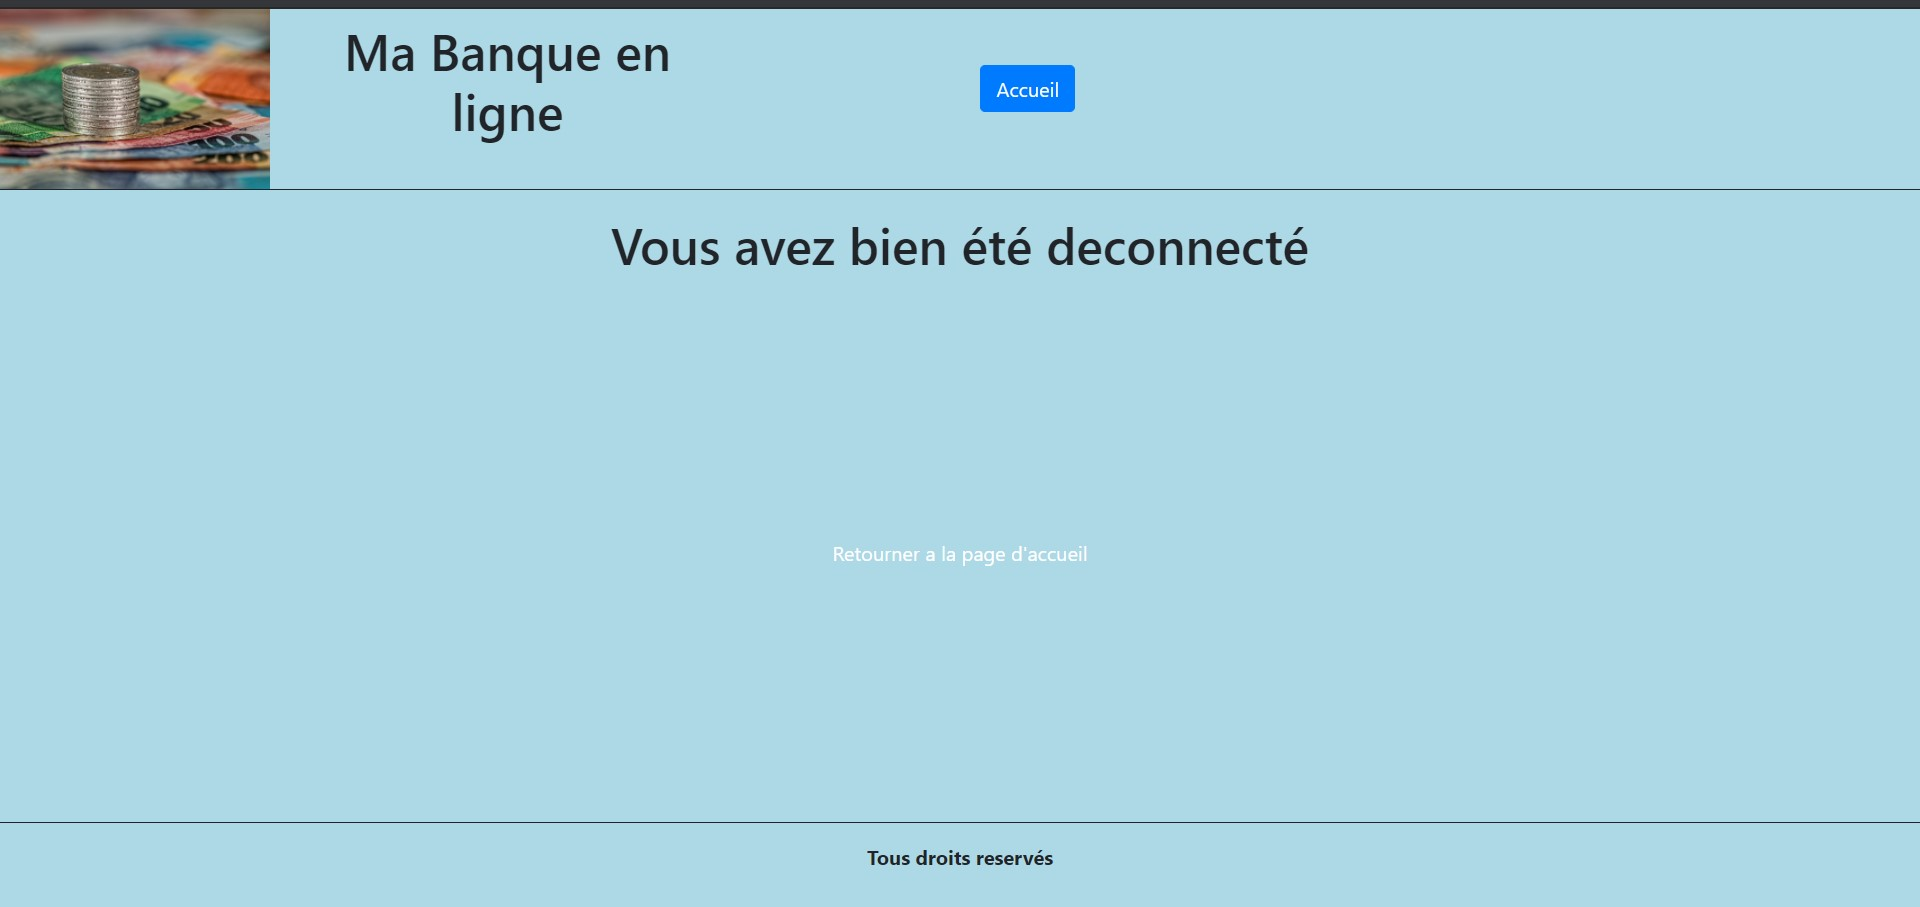 Ma Banque en
ligne
Accueil
Vous avez bien été deconnecté
Retourner a la page d'accueil
Tous droits reservés